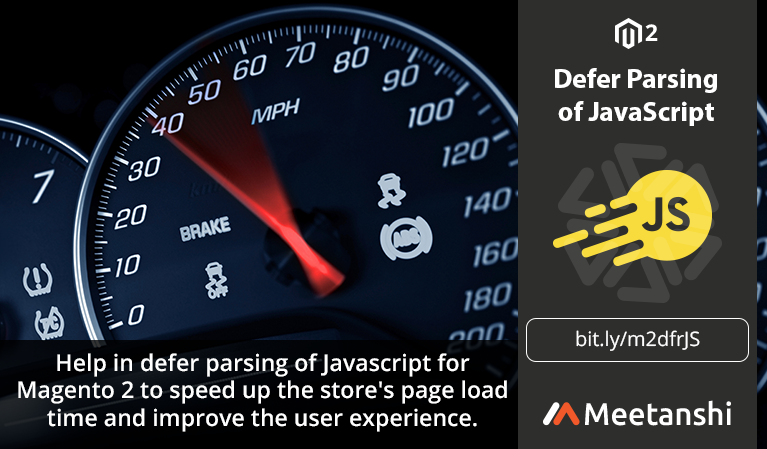 7
0
10
20
30
40
50
60
70
80
90
100
120
140
160
180
200
MPH
BRAKE
ABS
OFF
2
Defer Parsing
of JavaScript
JS
bit.ly/m2dfrJS
Meetanshi
Help in defer parsing of Javascript for
Magento 2 to speed up the store's page load
time and improve the user experience.